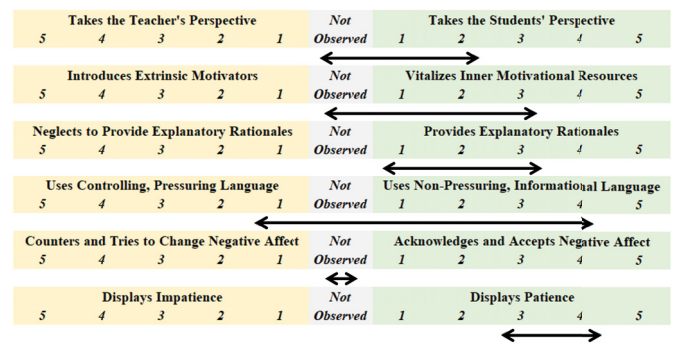 Takes the Teacher's Perspective Not Takes the Students' Perspective
5 4 3 2 1 Observed 1 2 3 4 5
Introduces Extrinsic Motivators Not Vitalizes Inner Motivational Resources
5 4 3 2 1 Observed 1 2 3 4 5
Neglects to Provide Explanatory Rationales Not Provides Explanatory Rationales
5 4 3 2 1 Observed 1 2 3 4 5
Uses Controlling, Pressuring Language Not Uses Non-Pressuring, Informational Language
5 4 3 2 1 Observed 1 2 3 4 5
Counters and Tries to Change Negative Affect Not Acknowledges and Accepts Negative Affect
5 4 3 2 1 Observed 1 2 3 4 5
Displays Impatience Not Displays Patience
5 4 3 2 1 Observed 1 2 3 4 5